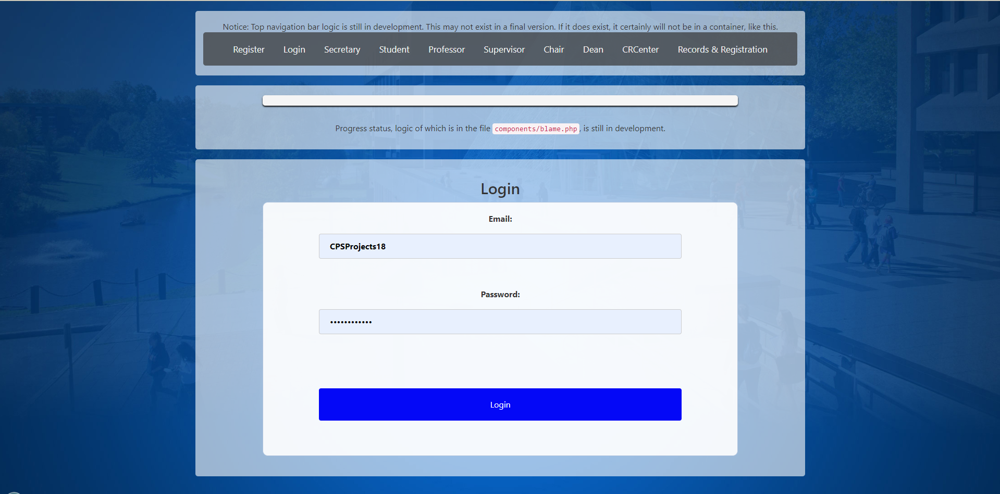 Notice: Top navigation bar logic is still in development. This may not exist in a final version. If it does exist, it certainly will not be in a container, like this.
Register Login Secretary Student Professor Supervisor Chair Dean CRCenter Records & Registration
Progress status, logic of which is in the file components/blame.php, is still in development.
Login
Email:
CPSProjects18
Password:
••••••••••••
Login